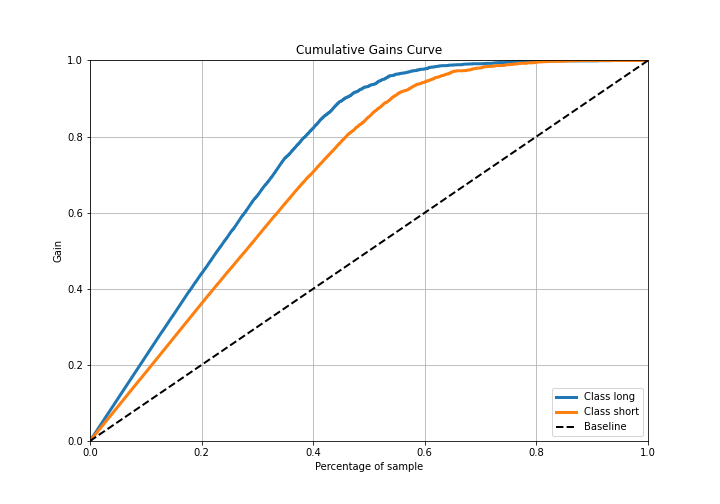 Cumulative Gains Curve
1.0
0.8
0.6
0.4
0.2
0.0
Gain
0.0 0.2 0.4 0.6 0.8 1.0
Percentage of sample
Class long
Class short
Baseline